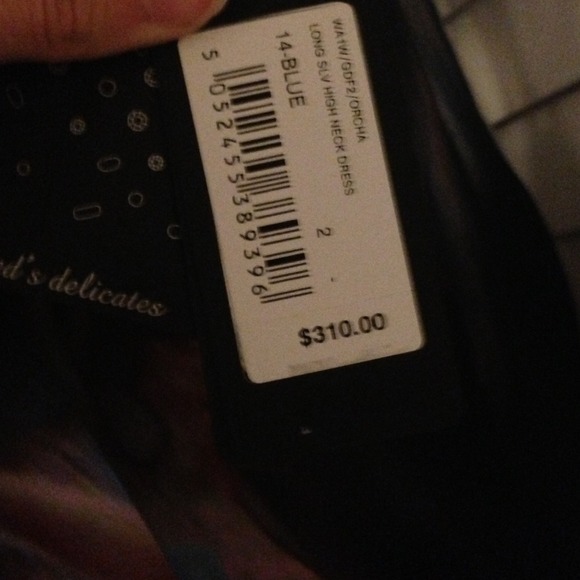 WA1W/GDF2/ORCHA
LONG SLV HIGH NECK DRESS
14-BLUE
2
5 052455 389396
$310.00
delicates